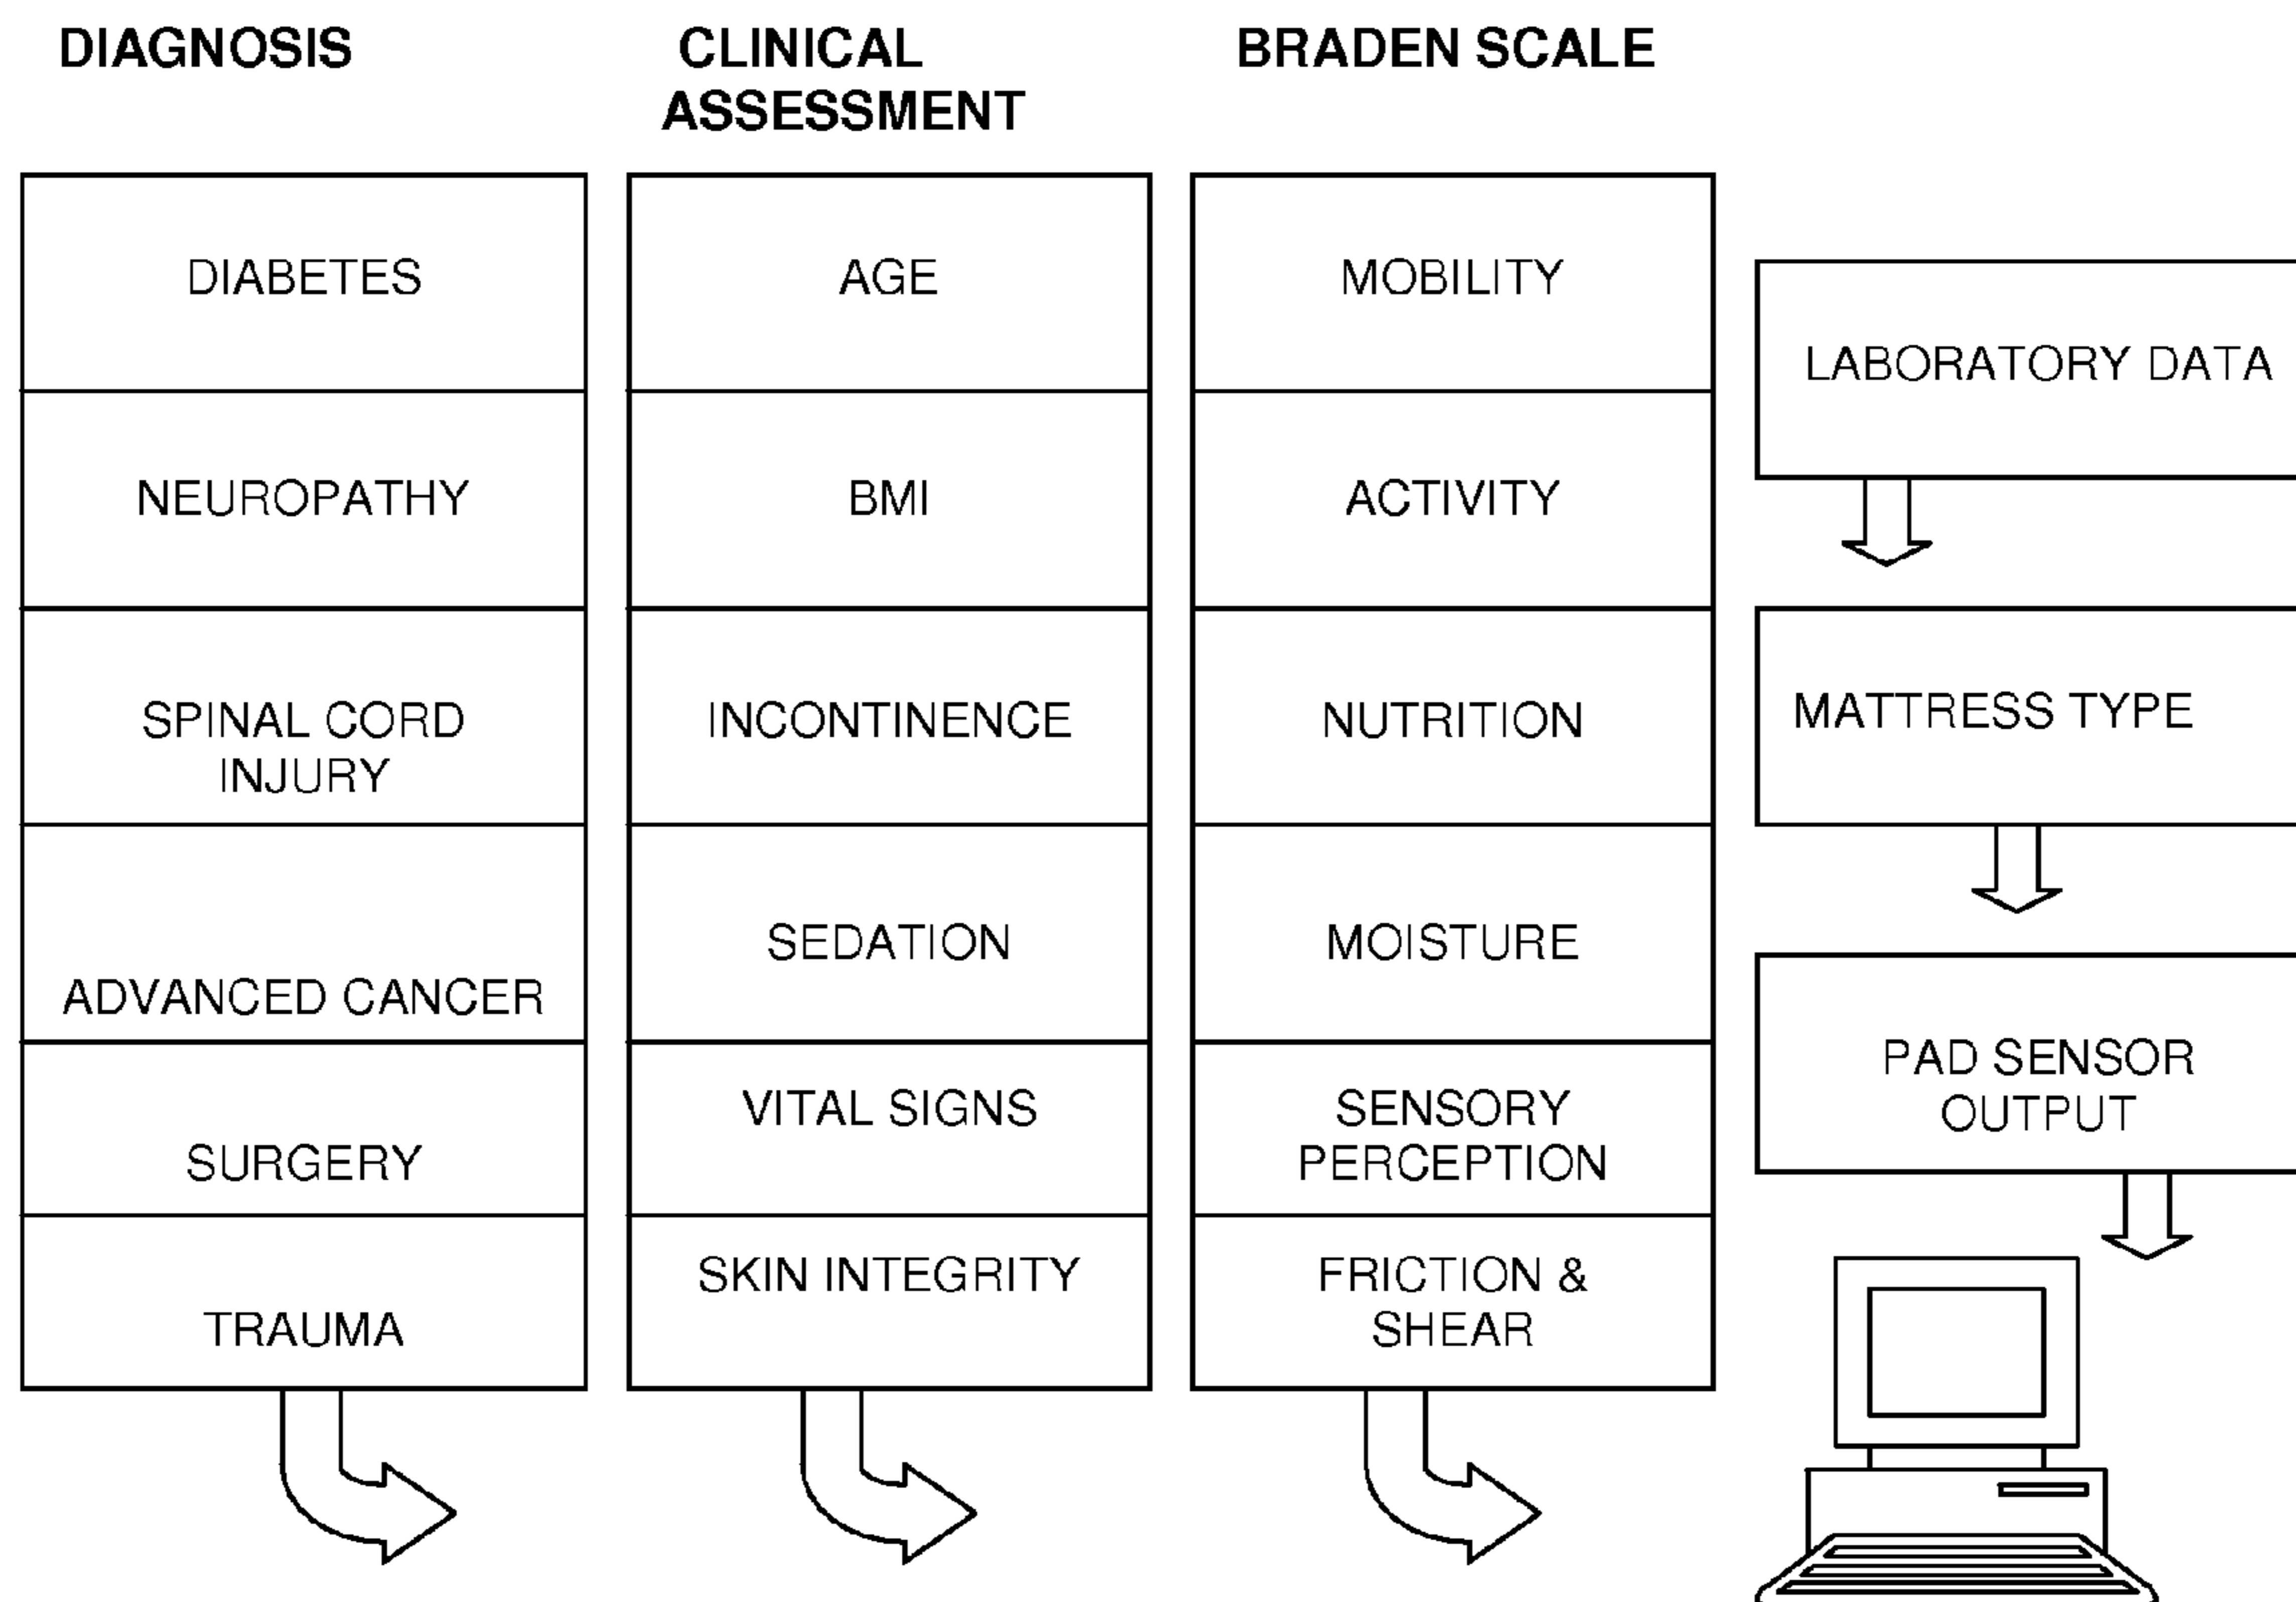 DIAGNOSIS
CLINICAL
ASSESSMENT
BRADEN SCALE
DIABETES
NEUROPATHY
SPINAL CORD
INJURY
ADVANCED CANCER
SURGERY
TRAUMA
AGE
BMI
INCONTINENCE
SEDATION
VITAL SIGNS
SKIN INTEGRITY
MOBILITY
ACTIVITY
NUTRITION
MOISTURE
SENSORY
PERCEPTION
FRICTION &
SHEAR
LABORATORY DATA
MATTRESS TYPE
PAD SENSOR
OUTPUT